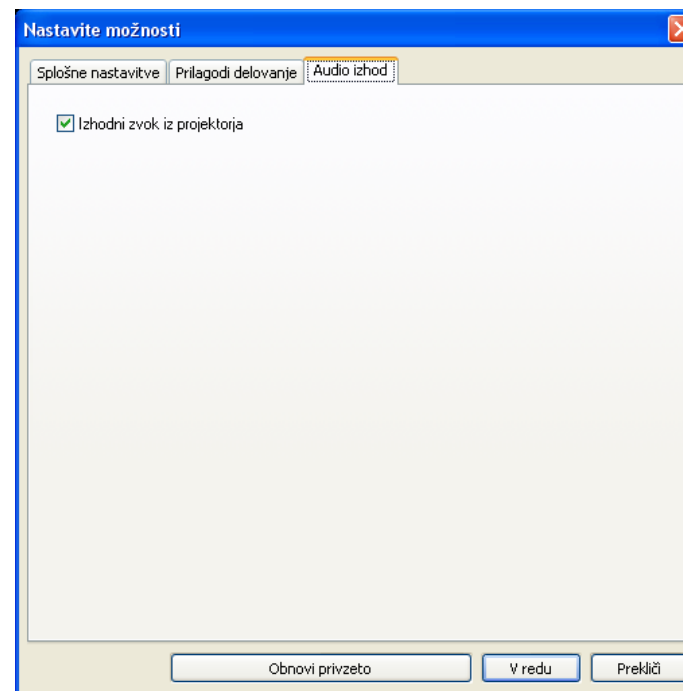 Nastavite možnosti
Splošne nastavitve Prilagodi delovanje Audio izhod
Izhodni zvok iz projektorja
Obnovi privzeto V redu Prekliči